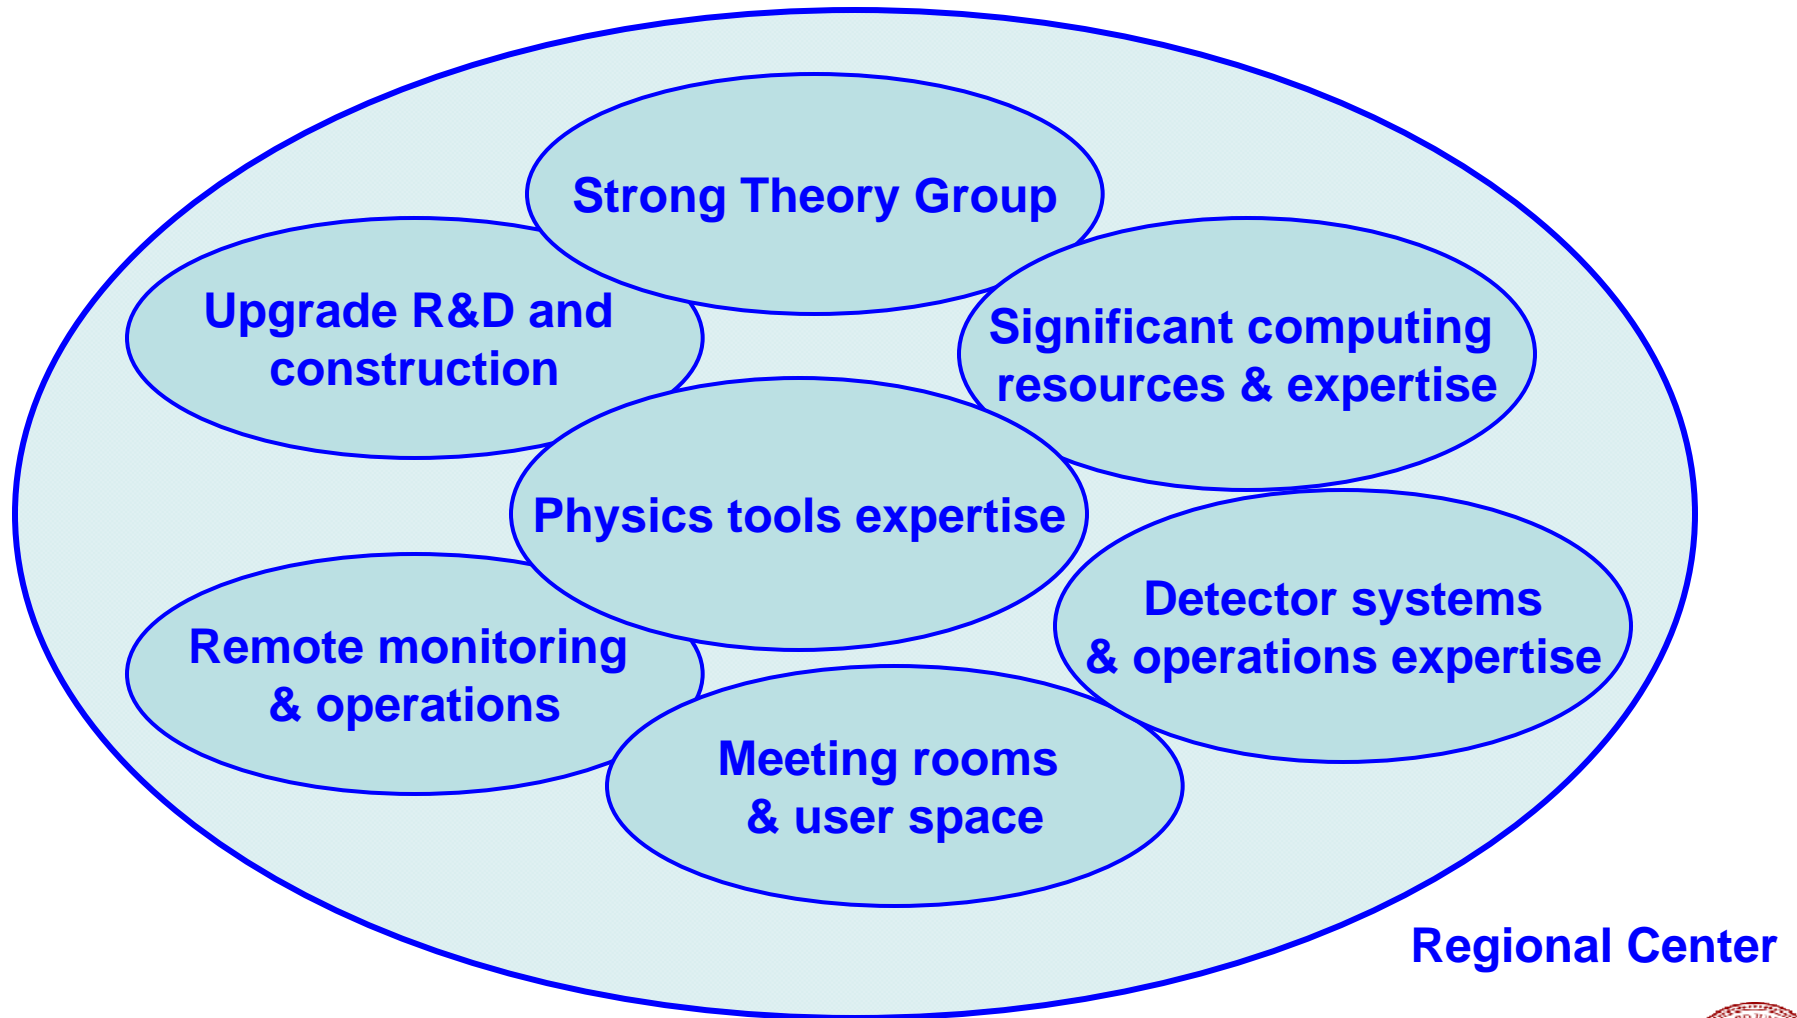 Strong Theory Group
Upgrade R&D and
construction
Significant computing
resources & expertise
Physics tools expertise
Detector systems
& operations expertise
Remote monitoring
& operations
Meeting rooms
& user space
Regional Center